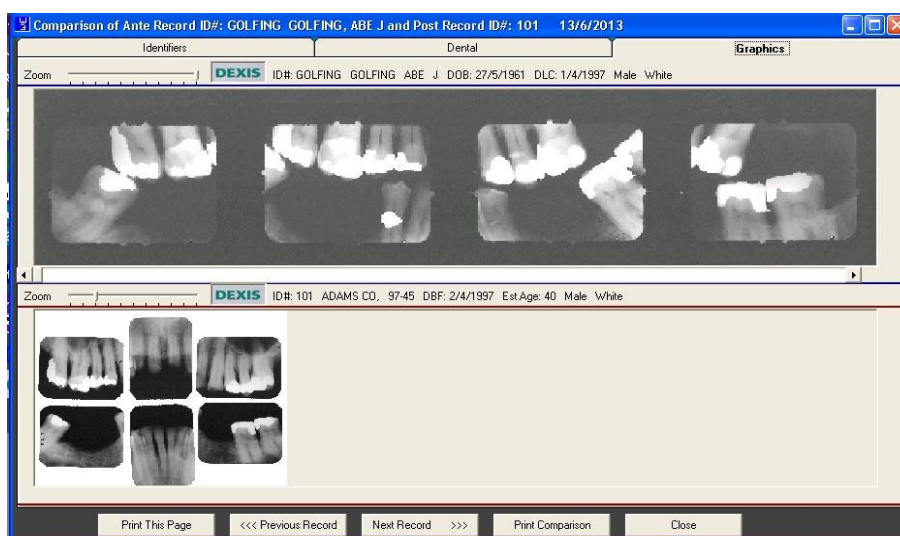 Comparison of Ante Record ID#: GOLFING GOLFING, ABE J and Post Record ID#: 101 13/6/2013
Identifiers Dental Graphics
Zoom DEXIS ID#: GOLFING GOLFING ABE J DOB: 27/5/1961 DLC: 1/4/1997 Male White
Zoom DEXIS ID#: 101 ADAMS CO, 97-45 DBF: 2/4/1997 Est Age: 40 Male White
Print This Page <<< Previous Record Next Record >>> Print Comparison Close